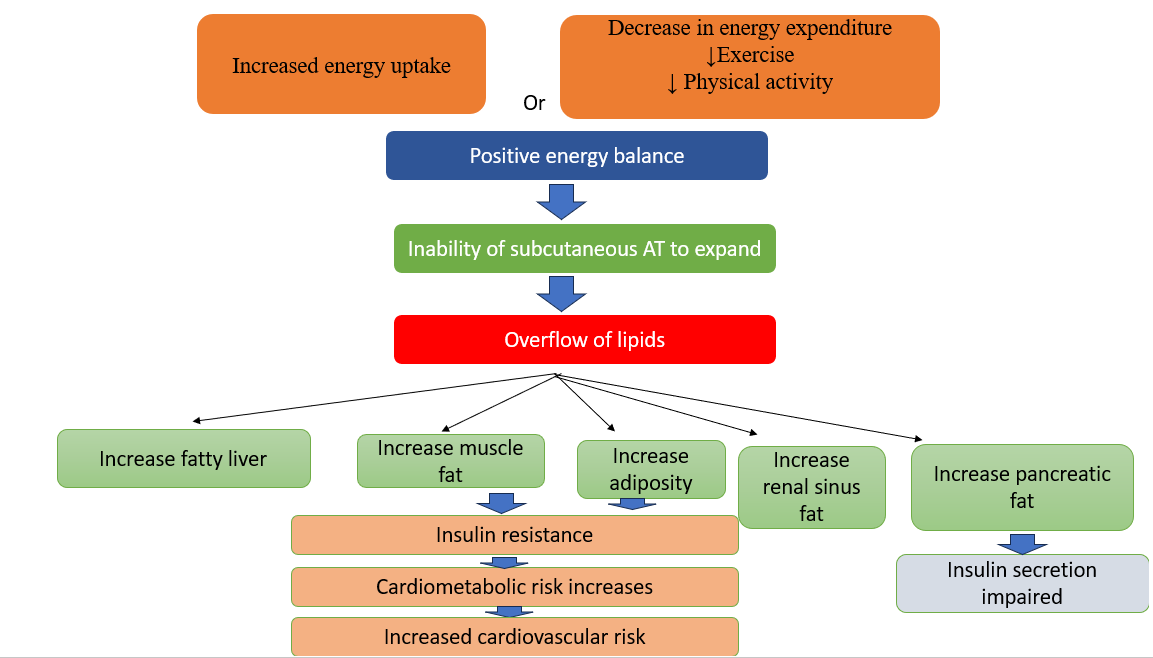 Increased energy uptake
Decrease in energy expenditure
↓Exercise
↓ Physical activity
Or
Positive energy balance
Inability of subcutaneous AT to expand
Overflow of lipids
Increase fatty liver
Increase muscle
fat
Increase
adiposity
Increase
renal sinus
fat
Increase pancreatic
fat
Insulin resistance
Cardiometabolic risk increases
Increased cardiovascular risk
Insulin secretion
impaired